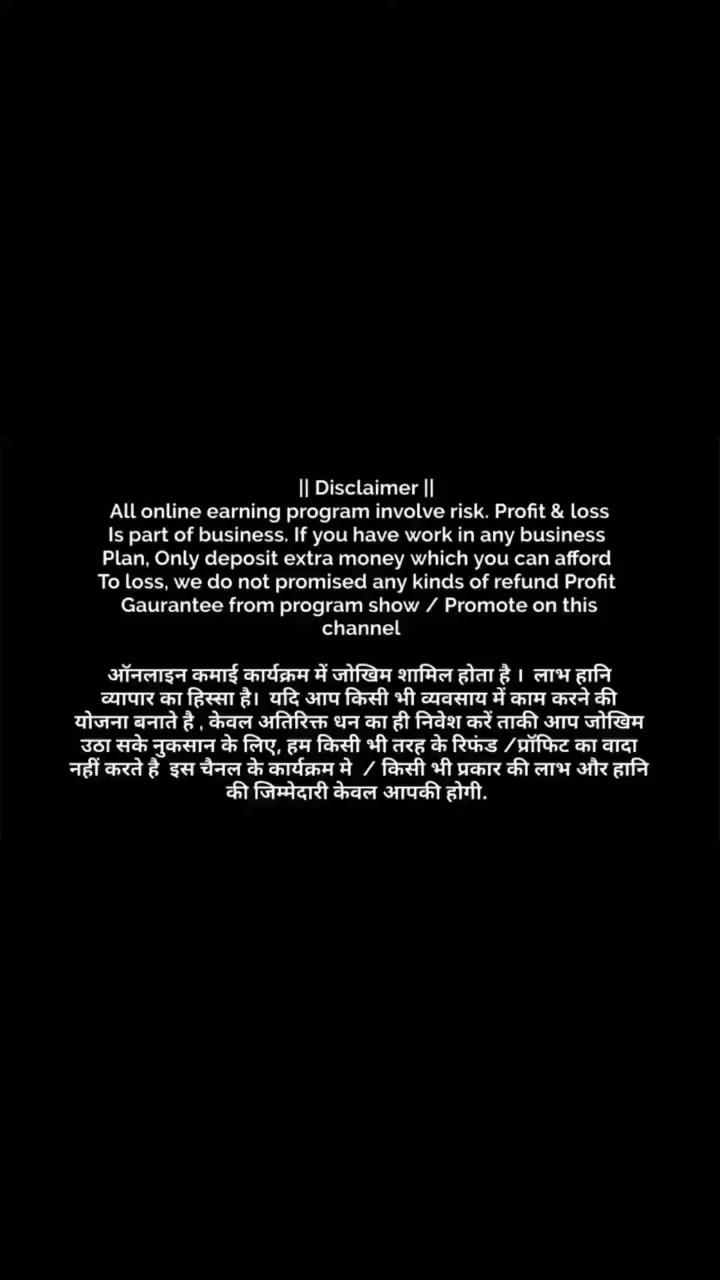 || Disclaimer ||
All online earning program involve risk. Profit & loss
Is part of business. If you have work in any business
Plan, Only deposit extra money which you can afford
To loss, we do not promised any kinds of refund Profit
Gaurantee from program show / Promote on this
channel
ऑनलाइन कमाई कार्यक्रम में जोखिम शामिल होता है । लाभ हानि
व्यापार का हिस्सा है। यदि आप किसी भी व्यवसाय में काम करने की
योजना बनाते है , केवल अतिरिक्त धन का ही निवेश करें ताकी आप जोखिम
उठा सके नुकसान के लिए, हम किसी भी तरह के रिफंड /प्रॉफिट का वादा
नहीं करते है इस चैनल के कार्यक्रम मे / किसी भी प्रकार की लाभ और हानि
की जिम्मेदारी केवल आपकी होगी.